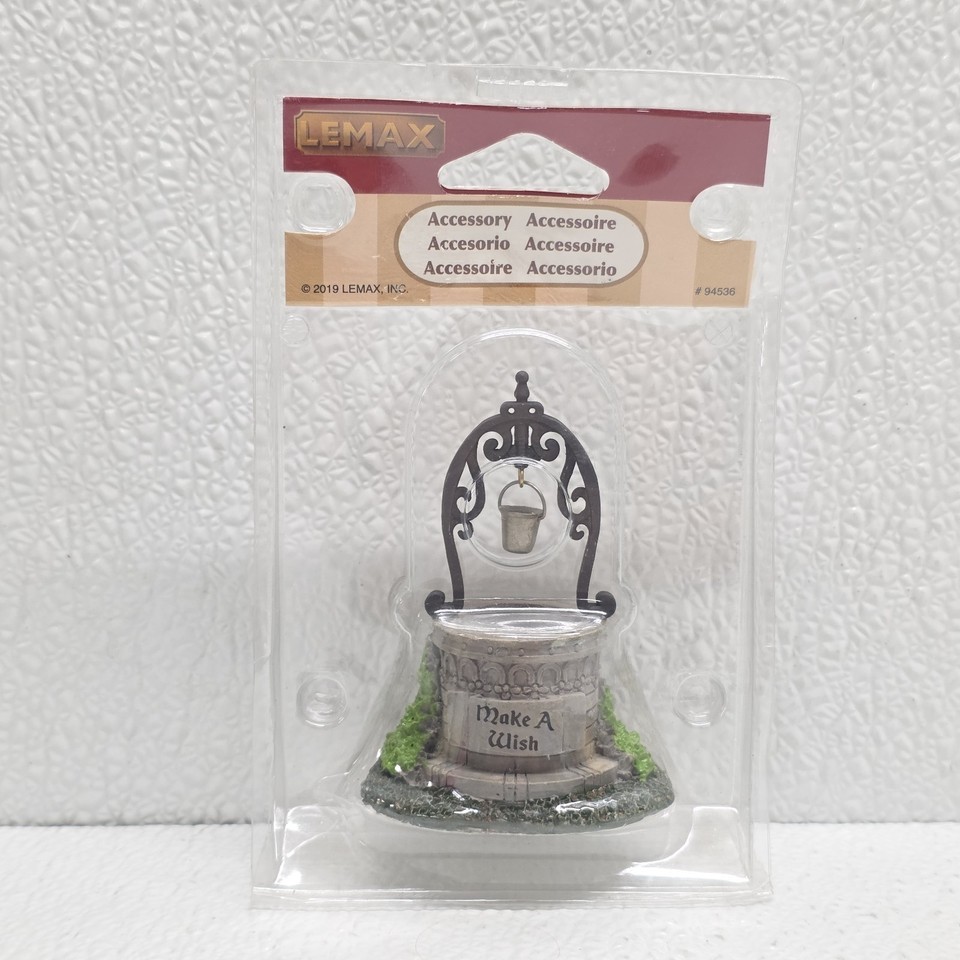 LEMAX
Accessory Accessoire
Accesorio Accessoire
Accessoire Accessorio
© 2019 LEMAX, INC.
# 94536
Make A
Wish